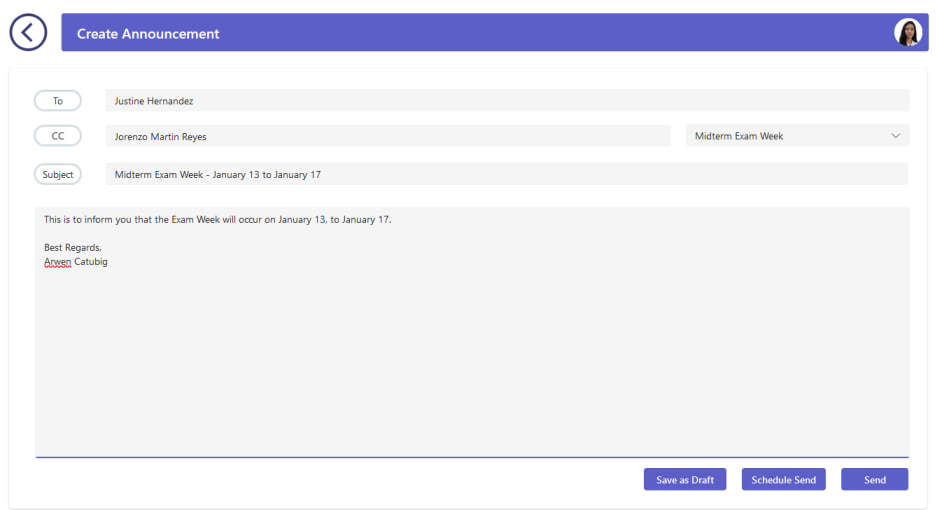 Create Announcement
To
Justine Hernandez
CC
Jorenzo Martin Reyes
Midterm Exam Week
Subject
Midterm Exam Week - January 13 to January 17
This is to inform you that the Exam Week will occur on January 13, to January 17.
Best Regards,
Arwen Catubig
Save as Draft
Schedule Send
Send